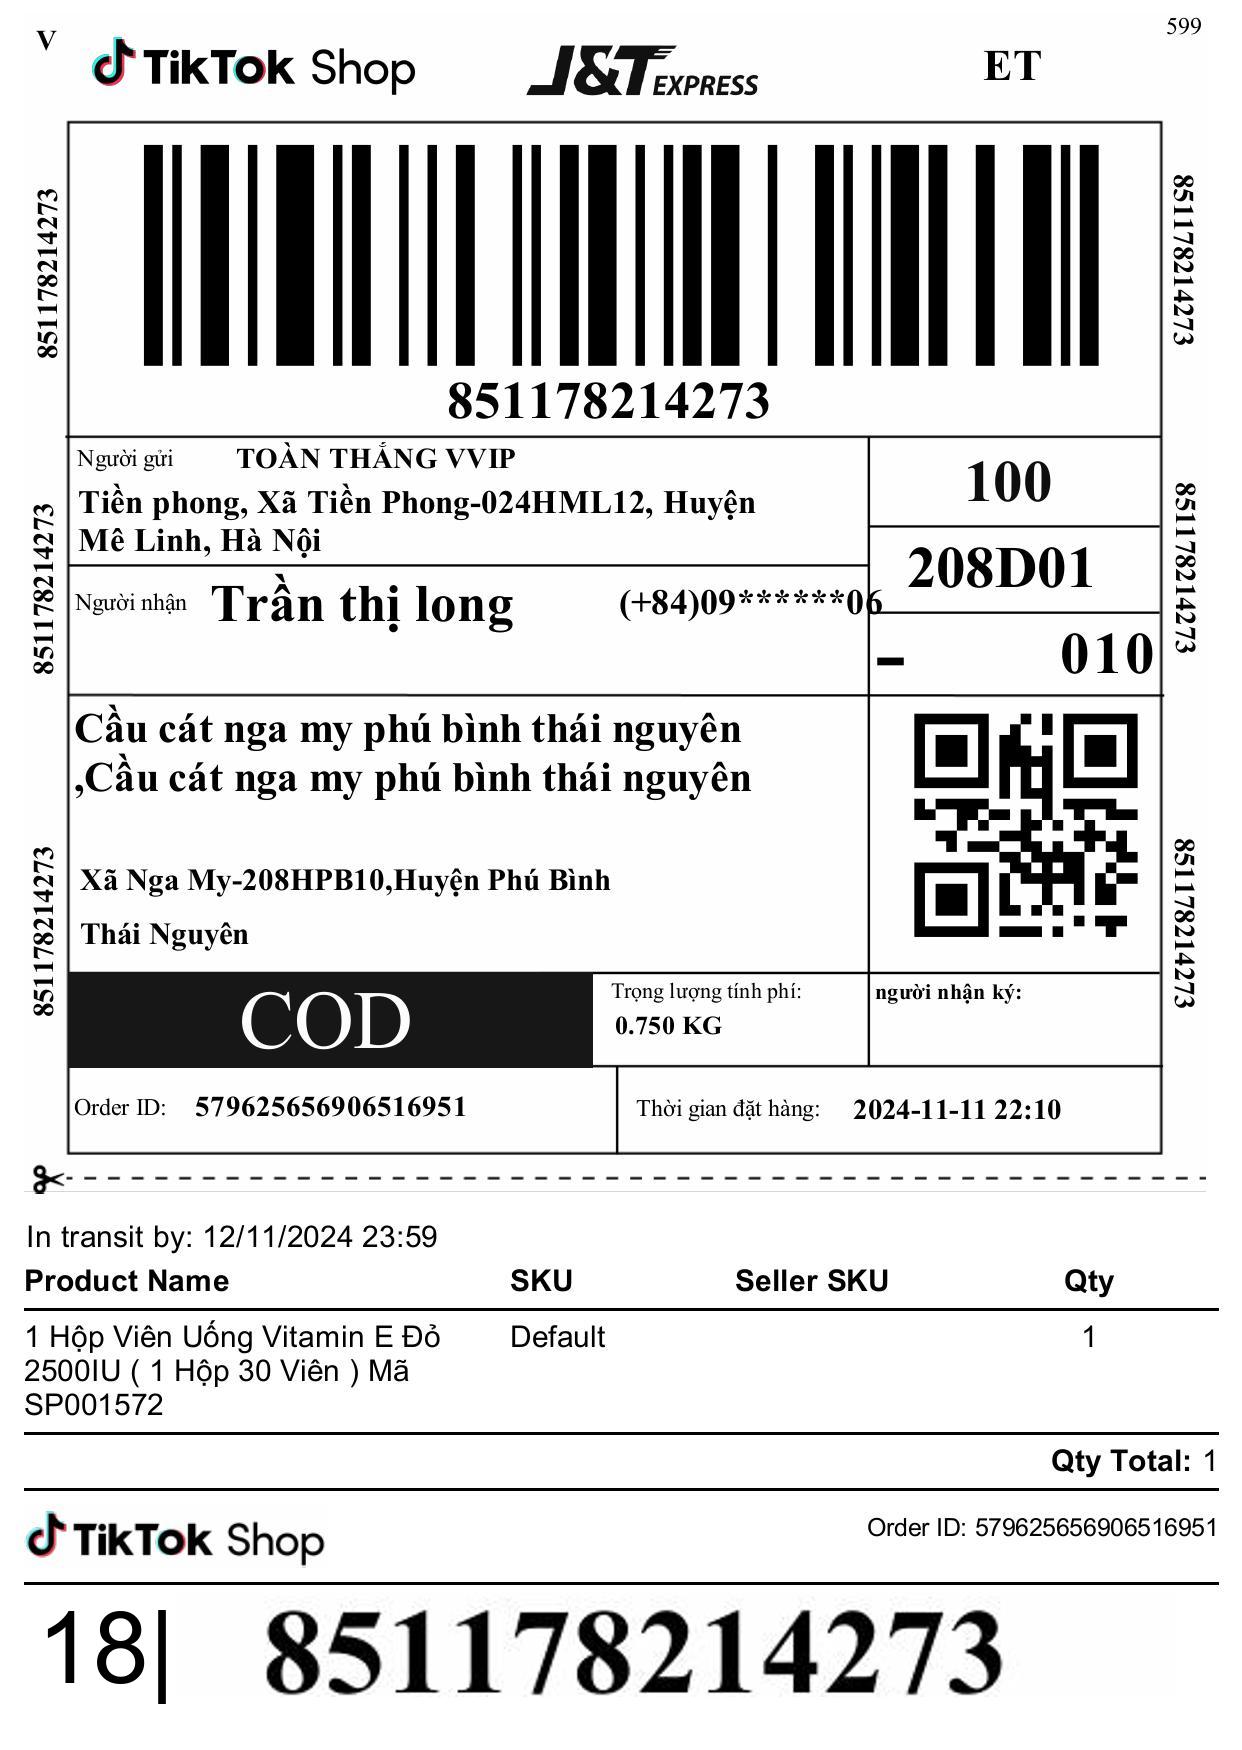 599
V
TikTok Shop
J&T EXPRESS
ET
851178214273
851178214273
851178214273
Người gửi TOÀN THẮNG VVIP
Tiền phong, Xã Tiền Phong-024HML12, Huyện
Mê Linh, Hà Nội
100
208D01
- 010
851178214273
851178214273
Người nhận Trần thị long (+84)09******06
Cầu cát nga my phú bình thái nguyên
,Cầu cát nga my phú bình thái nguyên
Xã Nga My-208HPB10,Huyện Phú Bình
Thái Nguyên
851178214273
851178214273
COD
Trọng lượng tính phí:
0.750 KG
người nhận ký:
Order ID: 579625656906516951
Thời gian đặt hàng: 2024-11-11 22:10
In transit by: 12/11/2024 23:59
Product Name SKU Seller SKU Qty
1 Hộp Viên Uống Vitamin E Đỏ Default 1
2500IU ( 1 Hộp 30 Viên ) Mã
SP001572
Qty Total: 1
TikTok Shop
Order ID: 579625656906516951
18| 851178214273